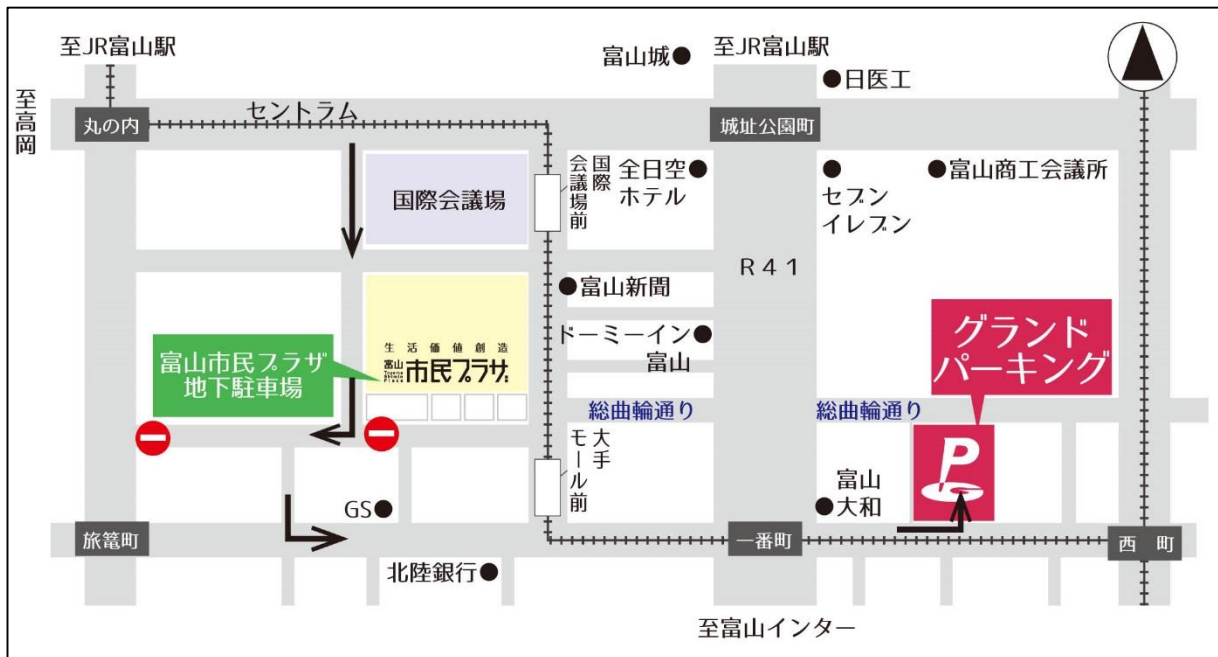 至JR富山駅
富山城
至JR富山駅
日医工
至高岡
丸の内
セントラム
城址公園町
国際会議場
国際
会議場前
全日空
ホテル
セブン
イレブン
富山商工会議所
R41
富山新聞
ドーミーイン
富山
グランド
パーキング
富山市民プラザ
地下駐車場
生活価値創造
富山
市民プラザ
総曲輪通り
総曲輪通り
大手
モール前
P
富山
大和
GS
旅篭町
一番町
西町
北陸銀行
至富山インター